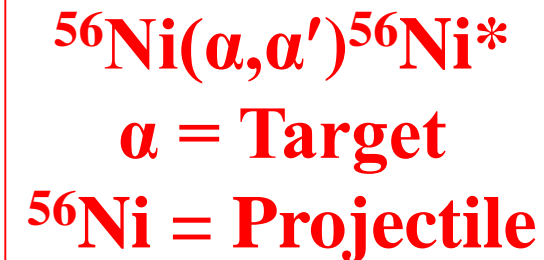 ⁵⁶Ni(α,α′)⁵⁶Ni*
α = Target
⁵⁶Ni = Projectile